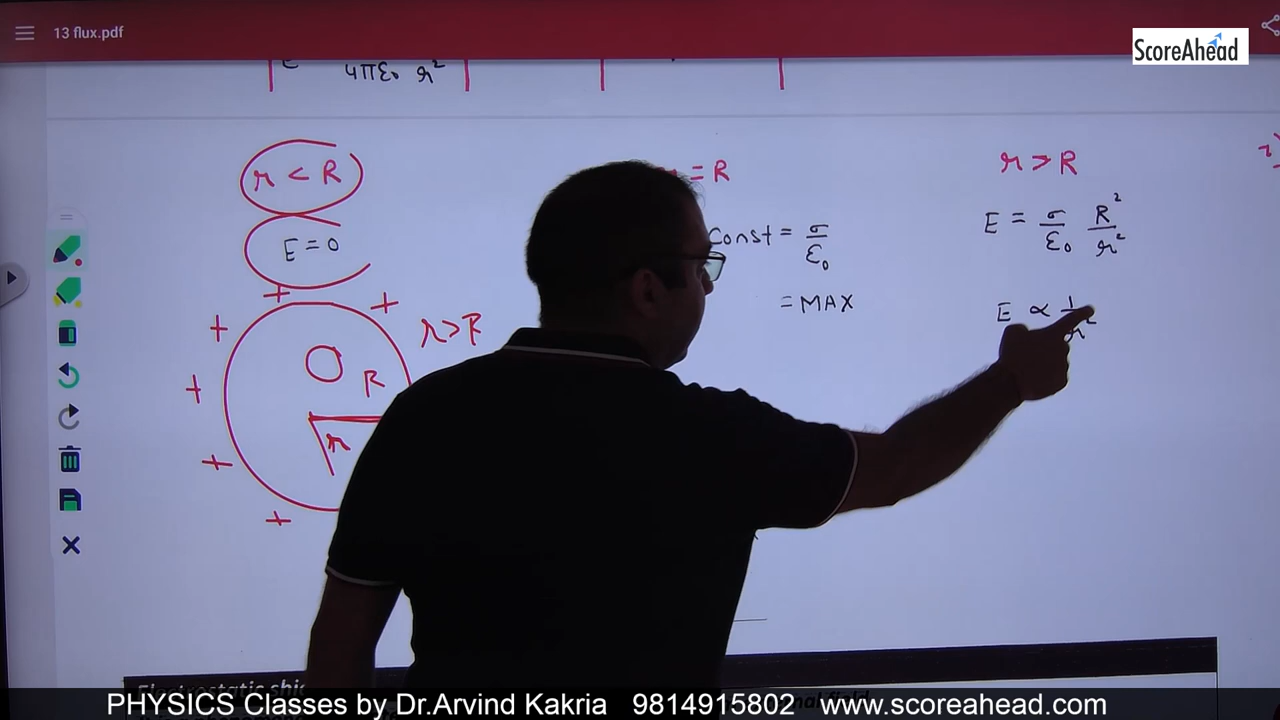 13 flux.pdf
ScoreAhead
4πε₀ r²
r < R
= R
r > R
E = 0
Const = σ/ε₀
E = σ/ε₀ R²/r²
= MAX
E ∝ 1/r²
r > R
R
r
PHYSICS Classes by Dr.Arvind Kakria 9814915802 www.scoreahead.com